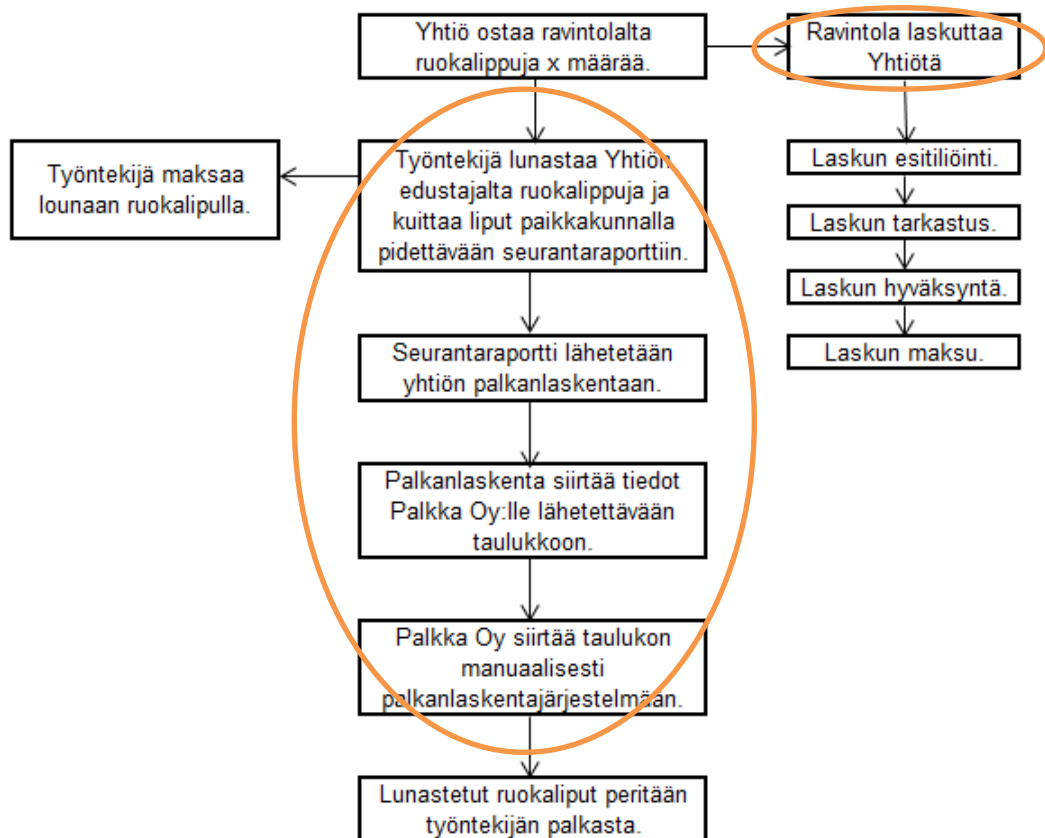 Yhtiö ostaa ravintolalta
ruokalippuja x määrää.
Ravintola laskuttaa
Yhtiötä
Työntekijä maksaa
lounaan ruokalipulla.
Työntekijä lunastaa Yhtiön
edustajalta ruokalippuja ja
kuittaa liput paikkakunnalla
pidettävään seurantaraporttiin.
Laskun esitiliöinti.
Laskun tarkastus.
Laskun hyväksyntä.
Laskun maksu.
Seurantaraportti lähetetään
yhtiön palkanlaskentaan.
Palkanlaskenta siirtää tiedot
Palkka Oy:lle lähetettävään
taulukkoon.
Palkka Oy siirtää taulukon
manuaalisesti
palkanlaskentajärjestelmään.
Lunastetut ruokaliput peritään
työntekijän palkasta.